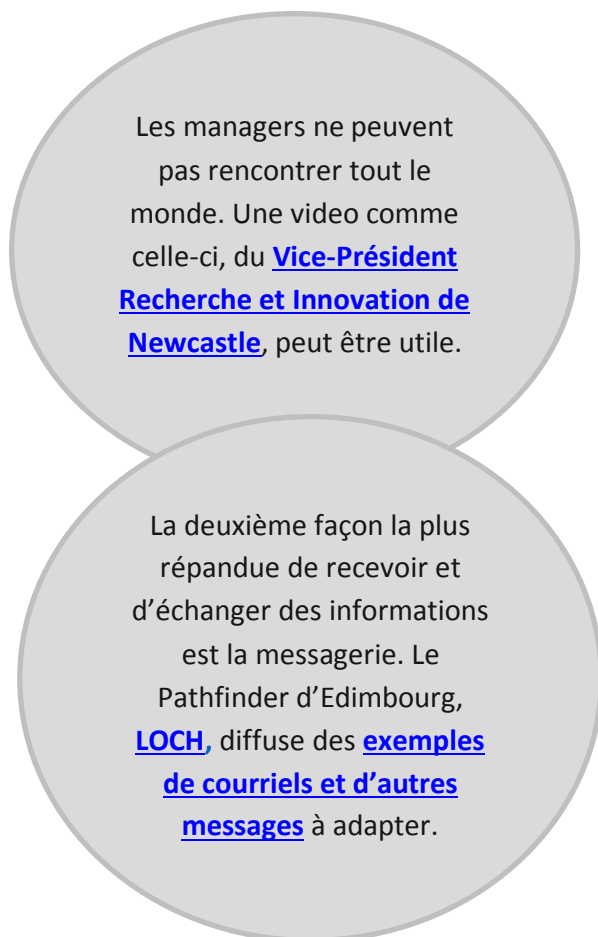 Les managers ne peuvent
pas rencontrer tout le
monde. Une video comme
celle-ci, du Vice-Président
Recherche et Innovation de
Newcastle, peut être utile.
La deuxième façon la plus
répandue de recevoir et
d’échanger des informations
est la messagerie. Le
Pathfinder d’Edimbourg,
LOCH, diffuse des exemples
de courriels et d’autres
messages à adapter.